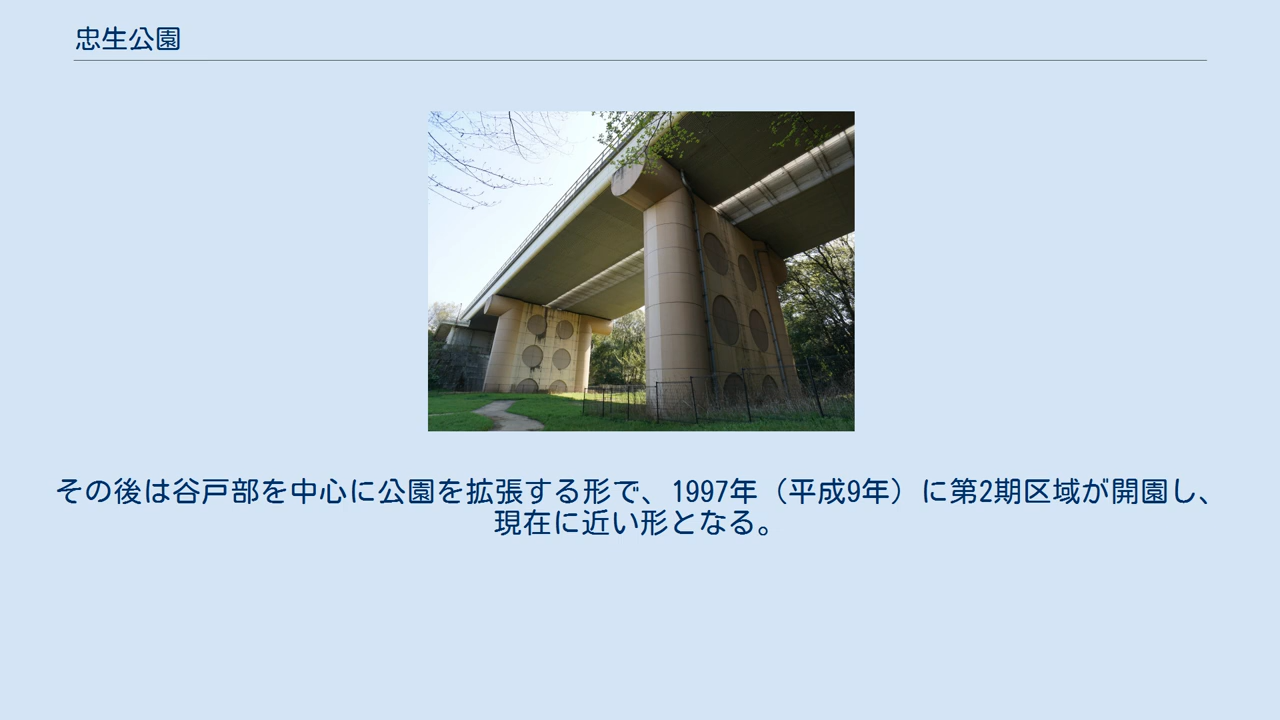 忠生公園
その後は谷戸部を中心に公園を拡張する形で、1997年（平成9年）に第2期区域が開園し、
現在に近い形となる。